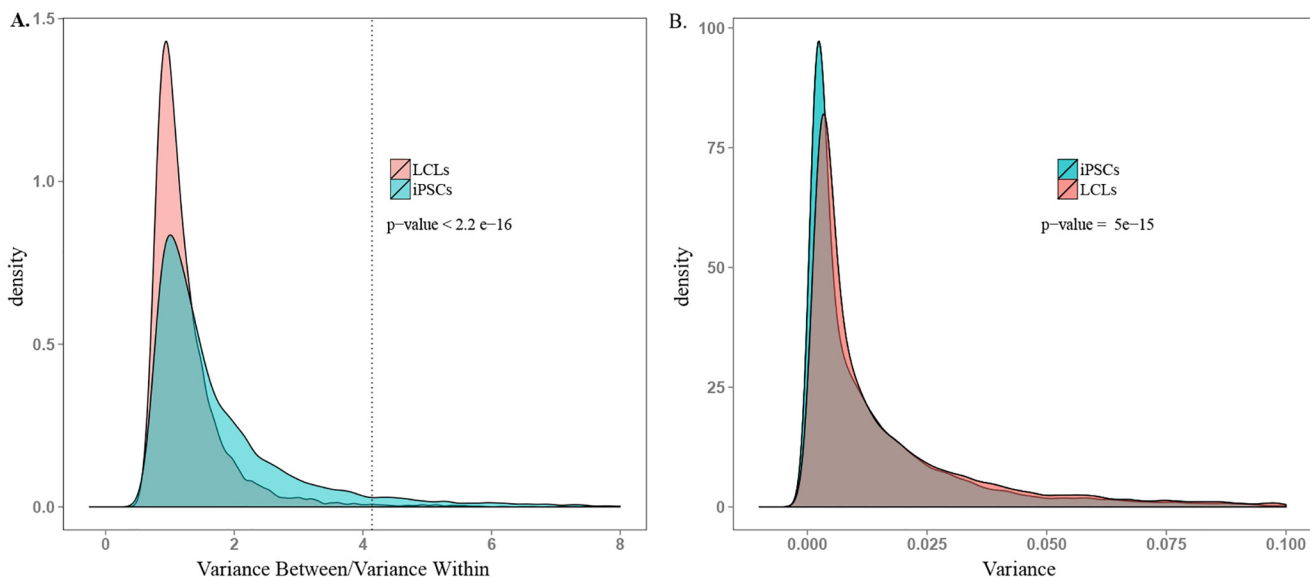 A.
1.5
1.0
0.5
0.0
density
LCLs
iPSCs
p−value < 2.2 e−16
0 2 4 6 8
Variance Between/Variance Within
B.
100
75
50
25
0
density
iPSCs
LCLs
p−value = 5e−15
0.000 0.025 0.050 0.075 0.100
Variance